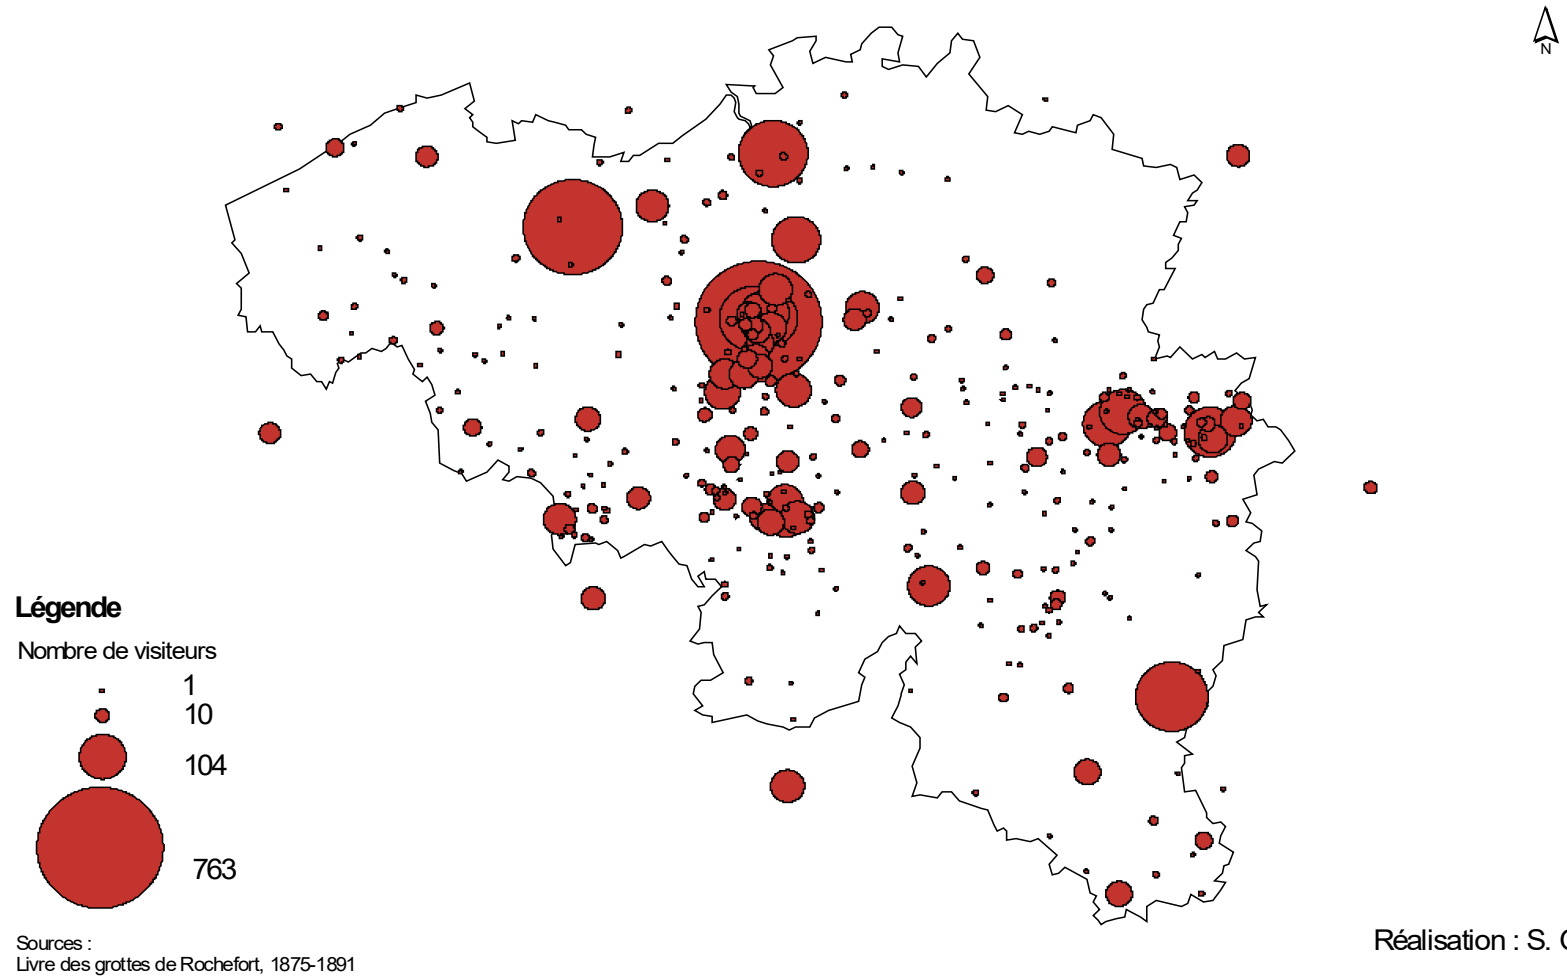 N
Légende
Nombre de visiteurs
1
10
104
763
Sources :
Livre des grottes de Rochefort, 1875-1891
Réalisation : S.